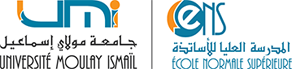 umi
جامعة مولاي إسماعيل
UNIVERSITÉ MOULAY ISMAÏL
ens
المدرسة العليا للأساتذة
ÉCOLE NORMALE SUPÉRIEURE